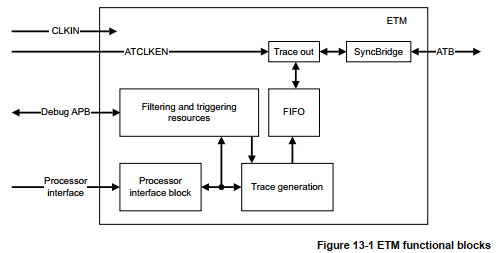 ETM
CLKIN
ATCLKEN
Trace out
SyncBridge
ATB
Debug APB
Filtering and triggering
resources
FIFO
Processor
interface
Processor
interface block
Trace generation
Figure 13-1 ETM functional blocks